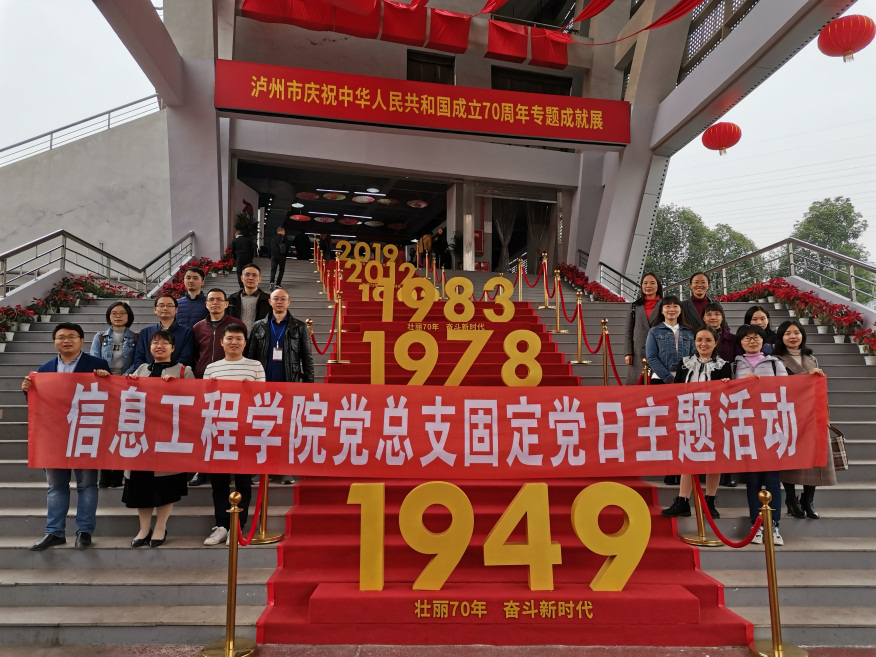 泸州市庆祝中华人民共和国成立70周年专题成就展
2019
2012
1983
壮丽70年 奋斗新时代
1978
信息工程学院党总支固定党日主题活动
1949
壮丽70年 奋斗新时代